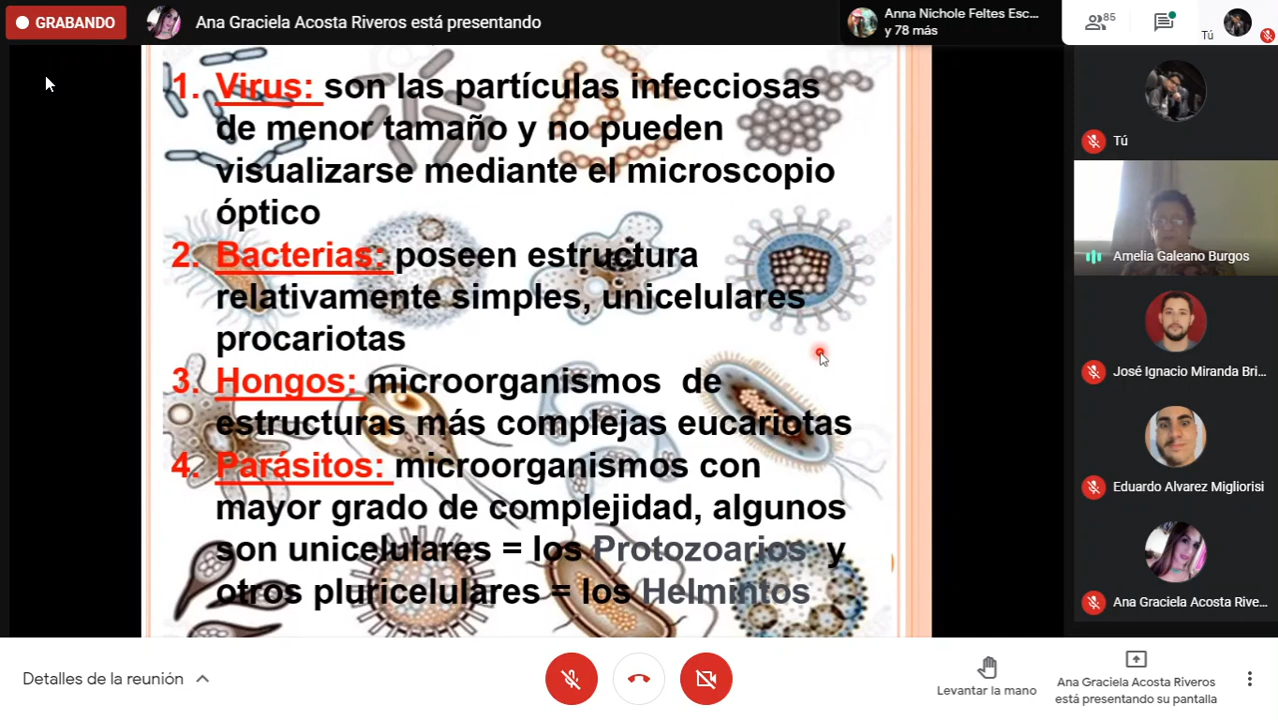 GRABANDO
Ana Graciela Acosta Riveros está presentando
Anna Nichole Feltes Esc...
y 78 más
85
Tú
1. Virus: son las partículas infecciosas
de menor tamaño y no pueden
visualizarse mediante el microscopio
óptico
2. Bacterias: poseen estructura
relativamente simples, unicelulares
procariotas
3. Hongos: microorganismos de
estructuras más complejas eucariotas
4. Parásitos: microorganismos con
mayor grado de complejidad, algunos
son unicelulares = los Protozoarios y
otros pluricelulares = los Helmintos
Tú
Amelia Galeano Burgos
José Ignacio Miranda Bri...
Eduardo Alvarez Migliorisi
Ana Graciela Acosta Rive...
Detalles de la reunión
Levantar la mano
Ana Graciela Acosta Riveros
está presentando su pantalla